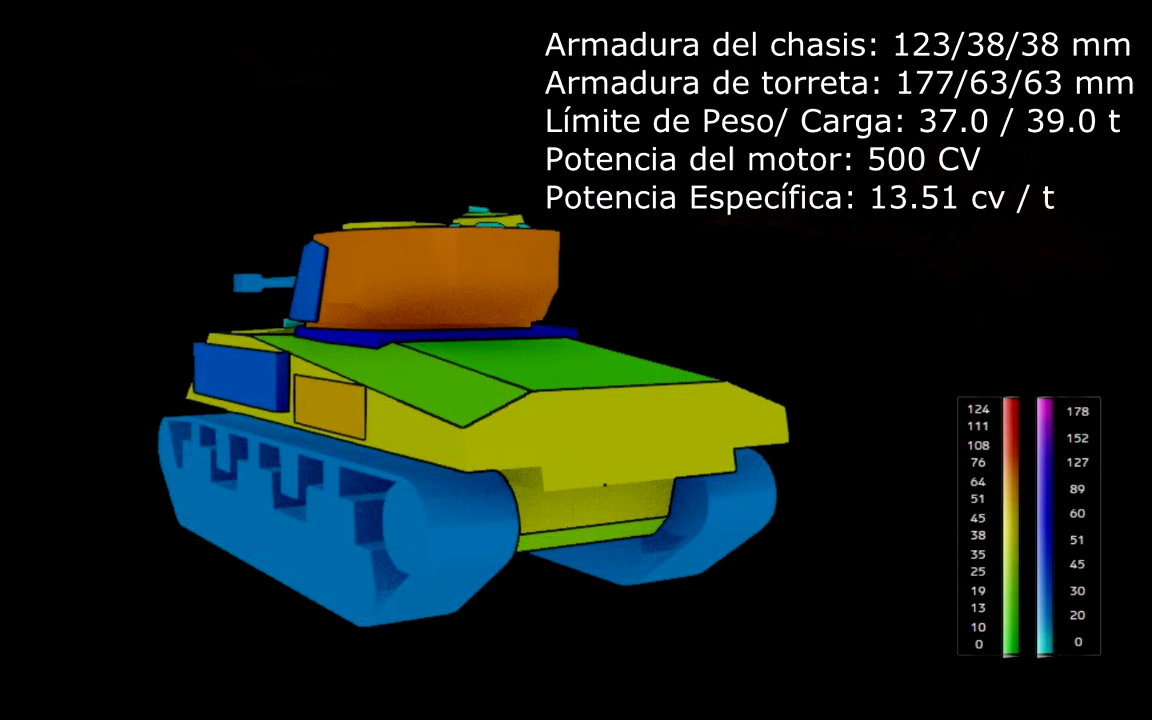 Armadura del chasis: 123/38/38 mm
Armadura de torreta: 177/63/63 mm
Límite de Peso/ Carga: 37.0 / 39.0 t
Potencia del motor: 500 CV
Potencia Específica: 13.51 cv / t
124 178
111 152
108 127
76 89
64 60
51 51
45 45
38 30
35 20
25 0
19
13
10
0